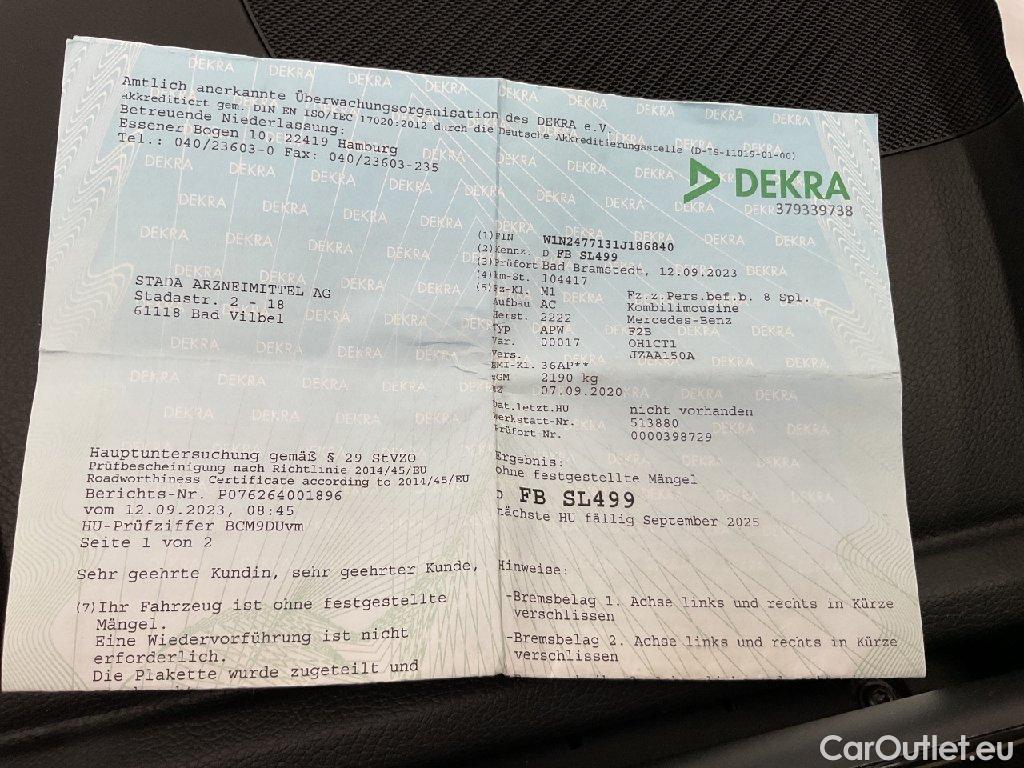 Amtlich anerkannte Überwachungsorganisation des DEKRA e.V.
akkreditiert gem. DIN EN ISO/IEC 17020:2012 durch die Deutsche Akkreditierungsstelle (D-IS-11015-01-00)
Betreuende Niederlassung:
Essener Bogen 10, 22419 Hamburg
Tel.: 040/23603-0 Fax: 040/23603-235
DEKRA
379339738
STADA ARZNEIMITTEL AG
Stadastr. 2 - 18
61118 Bad Vilbel
(1) FIN W1N2477131J186840
(2) Kennz. D FB SL499
(3) Prüfort Bad Bramstedt, 12.09.2023
(4) km-St. 104417
(5) Fz-Kl. M1 Fz.z.Pers.bef.b. 8 Spl.
Aufbau AC Kombilimousine
Herst. 2222 Mercedes-Benz
Typ APW F2B
Var. 00017 OH1CT1
Vers. JZAA150A
EMI-Kl. 36AP**
zGM 2190 kg
EZ 07.09.2020
Dat.letzt.HU nicht vorhanden
Werkstatt-Nr. 513880
Prüfort-Nr. 0000398729
Hauptuntersuchung gemäß § 29 StVZO
Prüfbescheinigung nach Richtlinie 2014/45/EU
Roadworthiness Certificate according to 2014/45/EU
Berichts-Nr. P076264001896
vom 12.09.2023, 08:45
HU-Prüfziffer BCM9DUvm
Seite 1 von 2
Ergebnis:
ohne festgestellte Mängel
D FB SL499
nächste HU fällig September 2025
Sehr geehrte Kundin, sehr geehrter Kunde,
(7) Ihr Fahrzeug ist ohne festgestellte
Mängel.
Eine Wiedervorführung ist nicht
erforderlich.
Die Plakette wurde zugeteilt und
Hinweise:
-Bremsbelag 1. Achse links und rechts in Kürze
verschlissen
-Bremsbelag 2. Achse links und rechts in Kürze
verschlissen
CarOutlet.eu